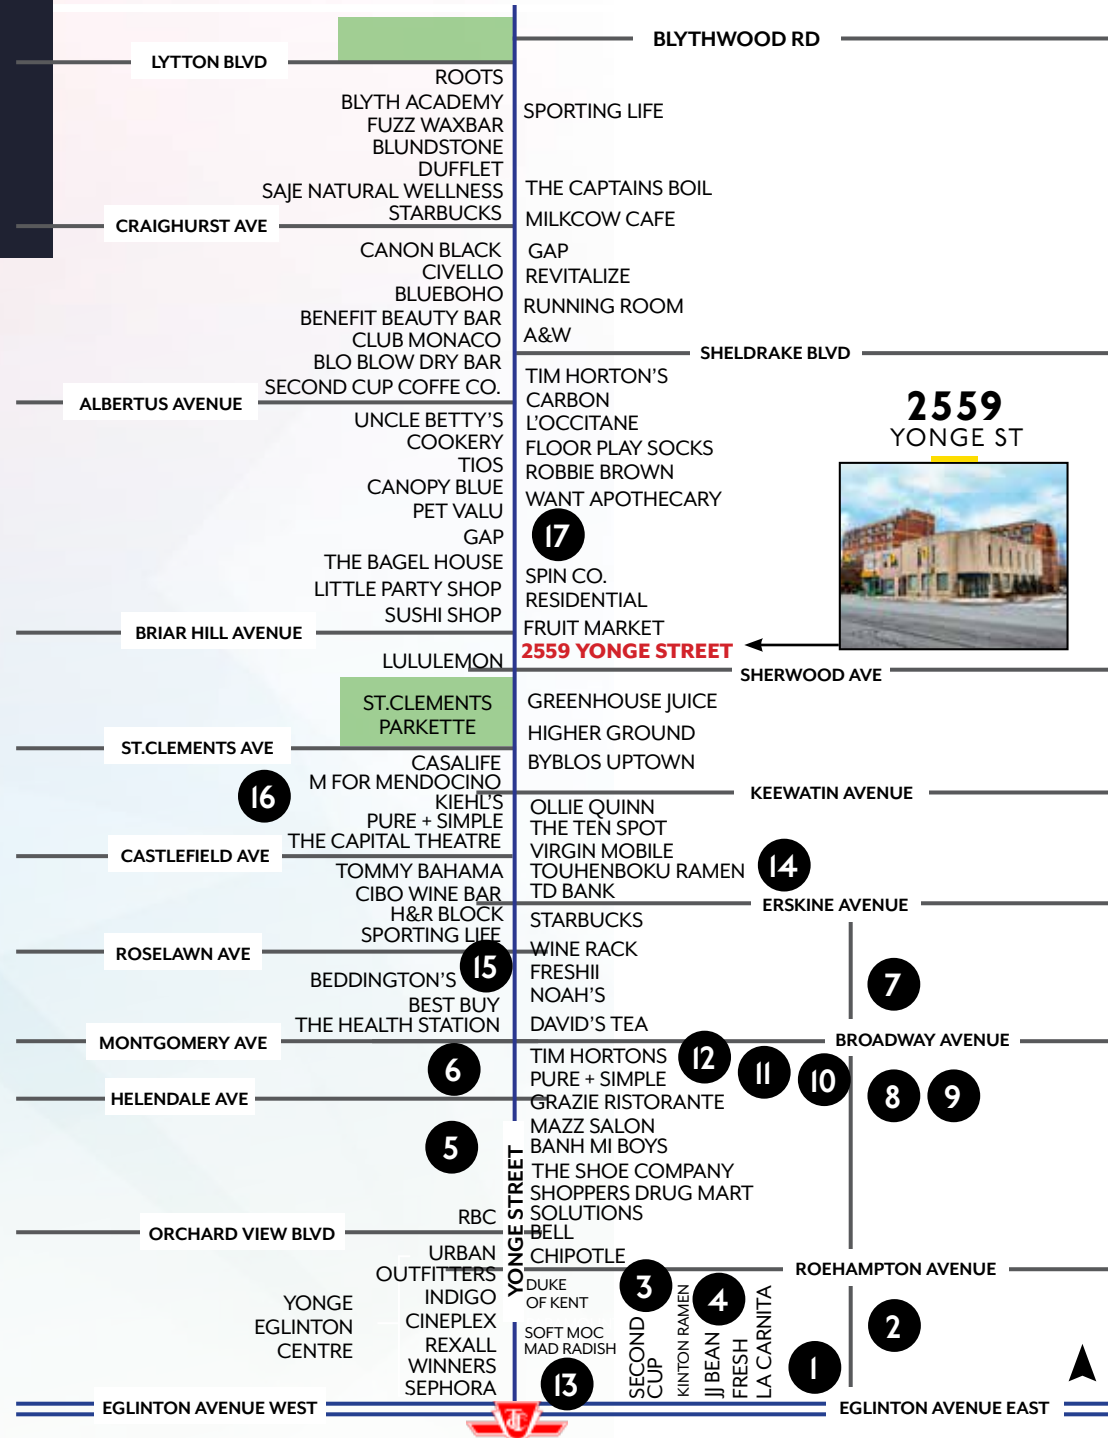 BLYTHWOOD RD
LYTTON BLVD
ROOTS
BLYTH ACADEMY
FUZZ WAXBAR
BLUNDSTONE
DUFFLET
SAJE NATURAL WELLNESS
STARBUCKS
SPORTING LIFE
THE CAPTAINS BOIL
MILKCOW CAFE
CRAIGHURST AVE
CANON BLACK
CIVELLO
BLUEBOHO
BENEFIT BEAUTY BAR
CLUB MONACO
BLO BLOW DRY BAR
SECOND CUP COFFE CO.
GAP
REVITALIZE
RUNNING ROOM
A&W
SHELDRAKE BLVD
ALBERTUS AVENUE
UNCLE BETTY'S
COOKERY
TIOS
CANOPY BLUE
PET VALU
GAP
THE BAGEL HOUSE
LITTLE PARTY SHOP
SUSHI SHOP
TIM HORTON'S
CARBON
L'OCCITANE
FLOOR PLAY SOCKS
ROBBIE BROWN
WANT APOTHECARY
17
SPIN CO.
RESIDENTIAL
FRUIT MARKET
2559 YONGE STREET
2559
YONGE ST
BRIAR HILL AVENUE
LULULEMON
SHERWOOD AVE
ST.CLEMENTS
PARKETTE
GREENHOUSE JUICE
HIGHER GROUND
BYBLOS UPTOWN
ST.CLEMENTS AVE
16
CASALIFE
M FOR MENDOCINO
KIEHL'S
PURE + SIMPLE
THE CAPITAL THEATRE
KEEWATIN AVENUE
OLLIE QUINN
THE TEN SPOT
VIRGIN MOBILE
TOUHENBOKU RAMEN
TD BANK
14
CASTLEFIELD AVE
TOMMY BAHAMA
CIBO WINE BAR
H&R BLOCK
SPORTING LIFE
ERSKINE AVENUE
STARBUCKS
WINE RACK
FRESHII
NOAH'S
DAVID'S TEA
7
ROSELAWN AVE
15
BEDDINGTON'S
BEST BUY
THE HEALTH STATION
MONTGOMERY AVE
BROADWAY AVENUE
6
TIM HORTONS
PURE + SIMPLE
GRAZIE RISTORANTE
MAZZ SALON
BANH MI BOYS
THE SHOE COMPANY
SHOPPERS DRUG MART
SOLUTIONS
BELL
CHIPOTLE
12
11
10
8
9
HELENDALE AVE
5
YONGE STREET
RBC
ORCHARD VIEW BLVD
ROEHAMPTON AVENUE
URBAN
OUTFITTERS
INDIGO
CINEPLEX
REXALL
WINNERS
SEPHORA
YONGE
EGLINTON
CENTRE
DUKE
OF KENT
SOFT MOC
MAD RADISH
13
3
SECOND
CUP
KINTON RAMEN
4
JJ BEAN
FRESH
LA CARNITA
1
2
EGLINTON AVENUE WEST
EGLINTON AVENUE EAST
TTC